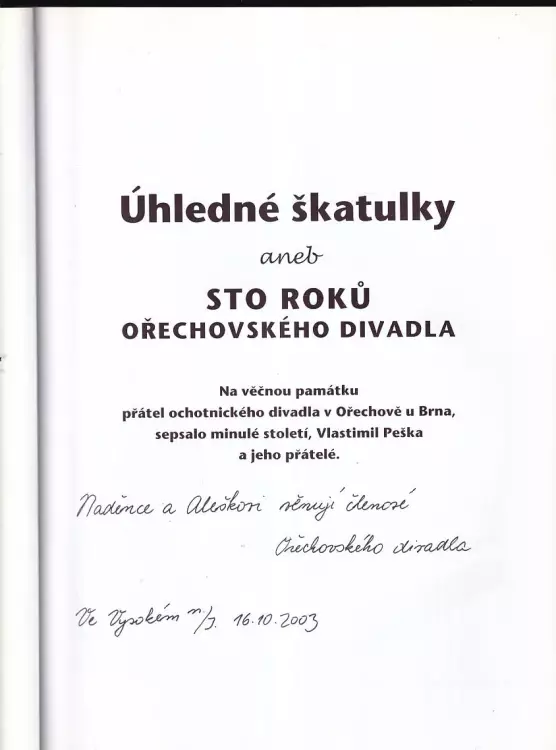 Úhledné škatulky
aneb
STO ROKŮ
OŘECHOVSKÉHO DIVADLA
Na věčnou památku
přátel ochotnického divadla v Ořechově u Brna,
sepsalo minulé století, Vlastimil Peška
a jeho přátelé.
Naděnce a Aleškovi věnují členové
Ořechovského divadla
Ve Vysokém n/J. 16.10.2003